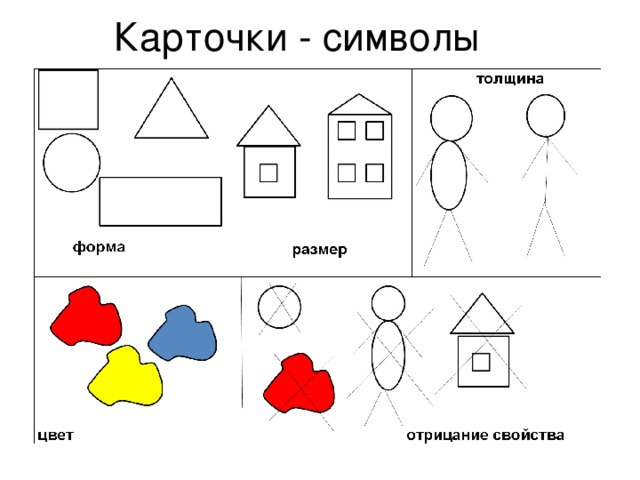 Карточки - символы
толщина
форма
размер
цвет
отрицание свойства